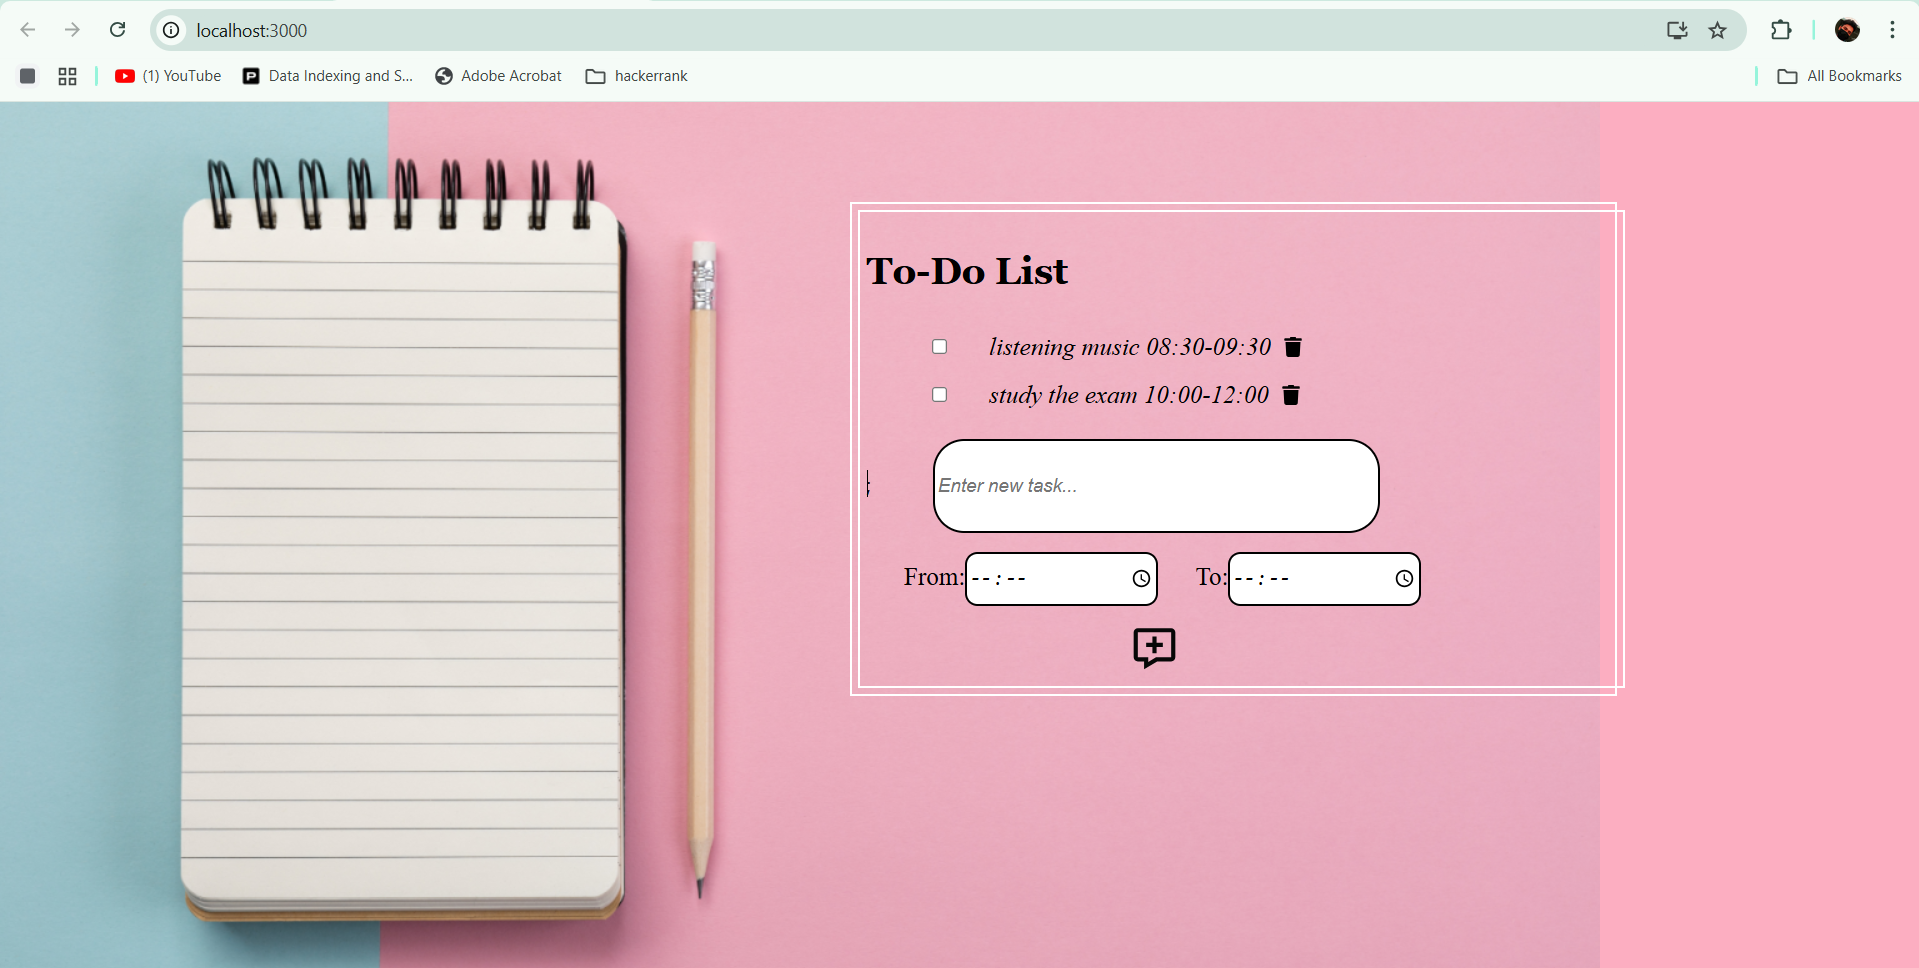 localhost:3000
(1) YouTube
Data Indexing and S...
Adobe Acrobat
hackerrank
All Bookmarks
To-Do List
listening music 08:30-09:30
study the exam 10:00-12:00
;
Enter new task...
From: --:-- To: --:--